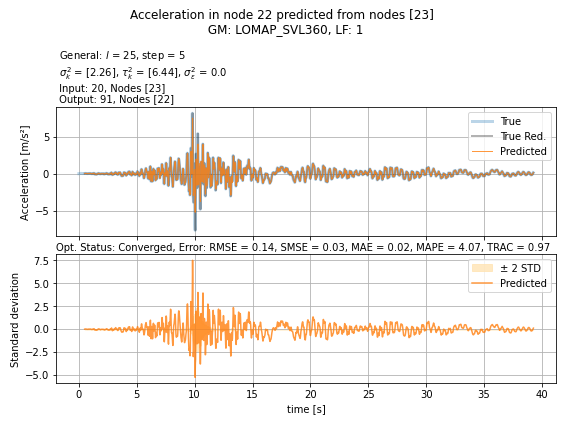 Acceleration in node 22 predicted from nodes [23]
GM: LOMAP_SVL360, LF: 1
General: l = 25, step = 5
σ²ₖ = [2.26], τ²ₖ = [6.44], σ²ε = 0.0
Input: 20, Nodes [23]
Output: 91, Nodes [22]
Acceleration [m/s²]
5
0
−5
True
True Red.
Predicted
Opt. Status: Converged, Error: RMSE = 0.14, SMSE = 0.03, MAE = 0.02, MAPE = 4.07, TRAC = 0.97
Standard deviation
7.5
5.0
2.5
0.0
−2.5
−5.0
± 2 STD
Predicted
0 5 10 15 20 25 30 35 40
time [s]